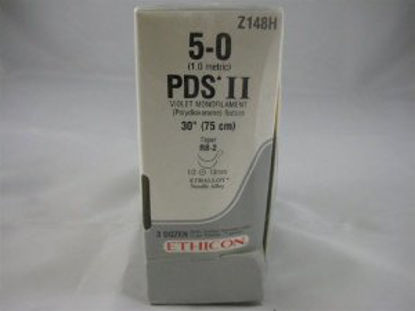 Z148H
5-0
(1.0 metric)
PDS* II
VIOLET MONOFILAMENT
(Polydioxanone) Suture
30" (75 cm)
Taper
RB-2
1/2 13mm
ETHALLOY*
Needle Alloy
3 DOZEN
ETHICON*